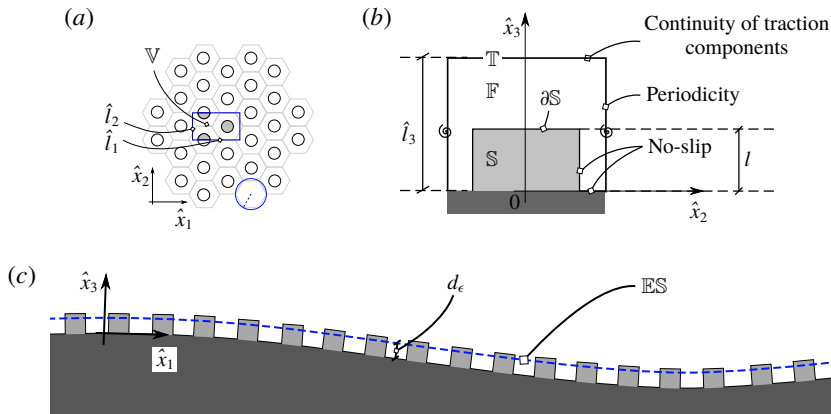 (a)
𝕍
l̂₂
l̂₁
x̂₂
x̂₁
(b)
x̂₃
Continuity of traction
components
𝕋
𝔽
∂𝕊
Periodicity
l̂₃
𝕊
No-slip
l
0
x̂₂
(c)
x̂₃
d_ϵ
𝔼𝕊
x̂₁